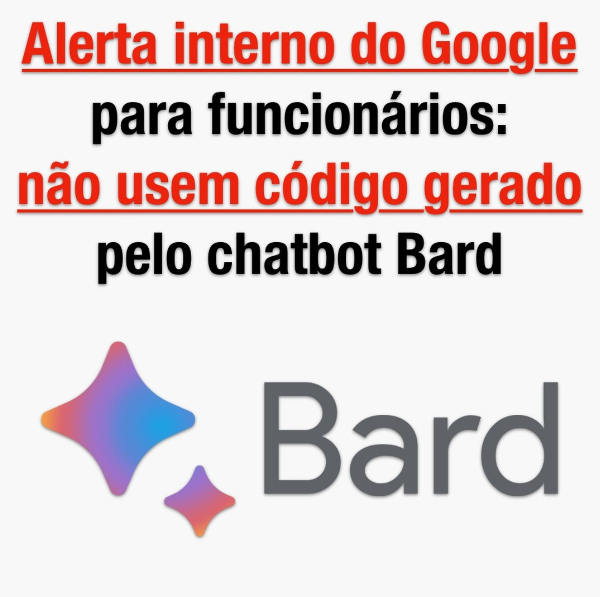 Alerta interno do Google
para funcionários:
não usem código gerado
pelo chatbot Bard
Bard